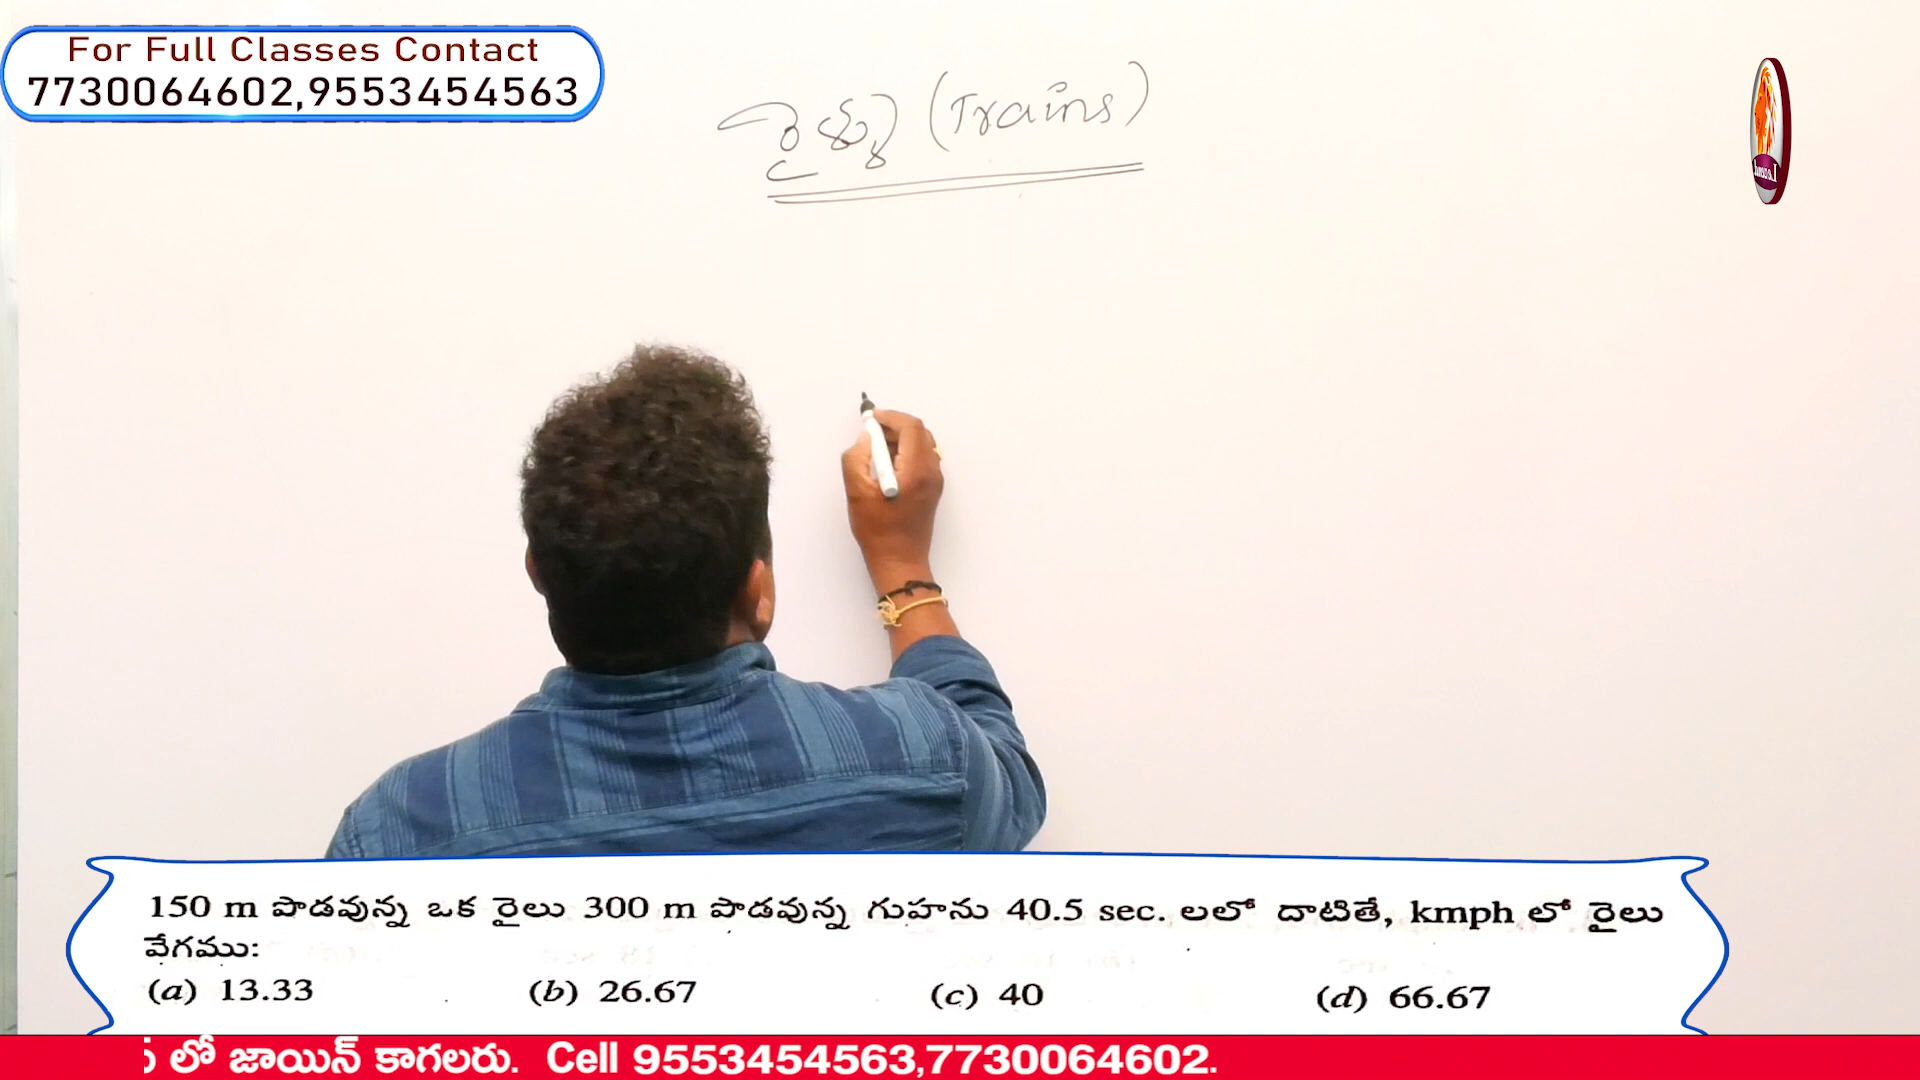 For Full Classes Contact
7730064602,9553454563
రైళ్ళు (Trains)
150 m పొడవున్న ఒక రైలు 300 m పొడవున్న గుహను 40.5 sec. లలో దాటితే, kmph లో రైలు
వేగము:
(a) 13.33 (b) 26.67 (c) 40 (d) 66.67
లో జాయిన్ కాగలరు. Cell 9553454563,7730064602.